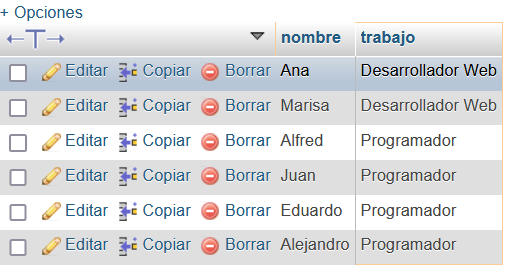 + Opciones
nombre trabajo
Editar Copiar Borrar Ana Desarrollador Web
Editar Copiar Borrar Marisa Desarrollador Web
Editar Copiar Borrar Alfred Programador
Editar Copiar Borrar Juan Programador
Editar Copiar Borrar Eduardo Programador
Editar Copiar Borrar Alejandro Programador